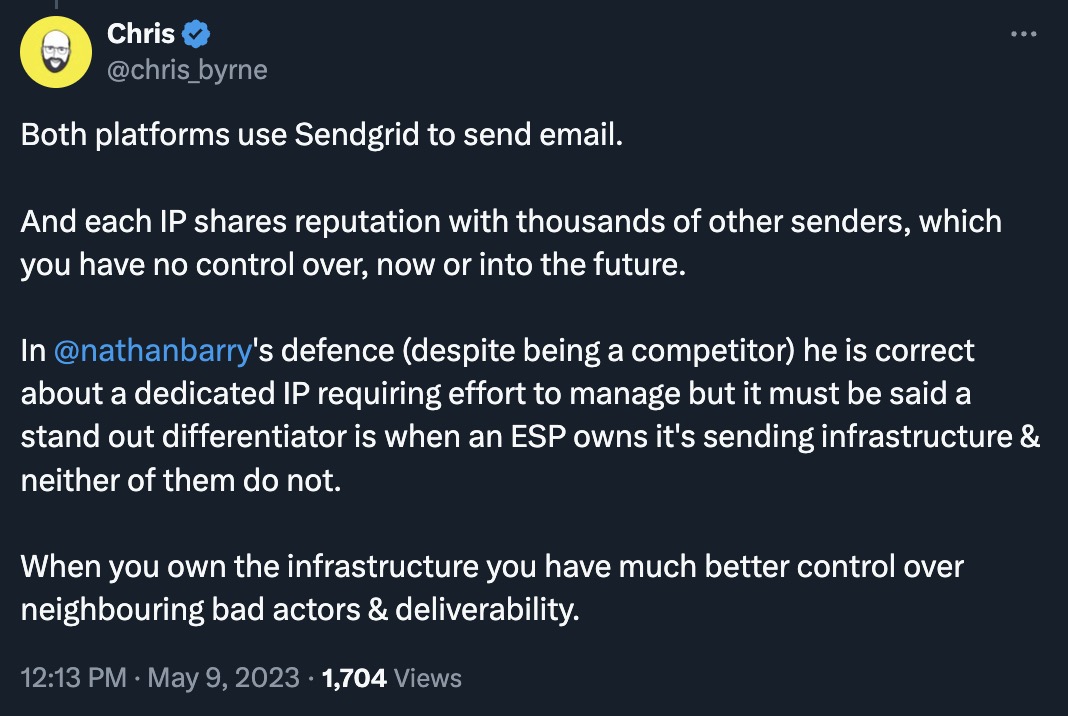 Chris
@chris_byrne
Both platforms use Sendgrid to send email.
And each IP shares reputation with thousands of other senders, which
you have no control over, now or into the future.
In @nathanbarry's defence (despite being a competitor) he is correct
about a dedicated IP requiring effort to manage but it must be said a
stand out differentiator is when an ESP owns it's sending infrastructure &
neither of them do not.
When you own the infrastructure you have much better control over
neighbouring bad actors & deliverability.
12:13 PM · May 9, 2023 · 1,704 Views